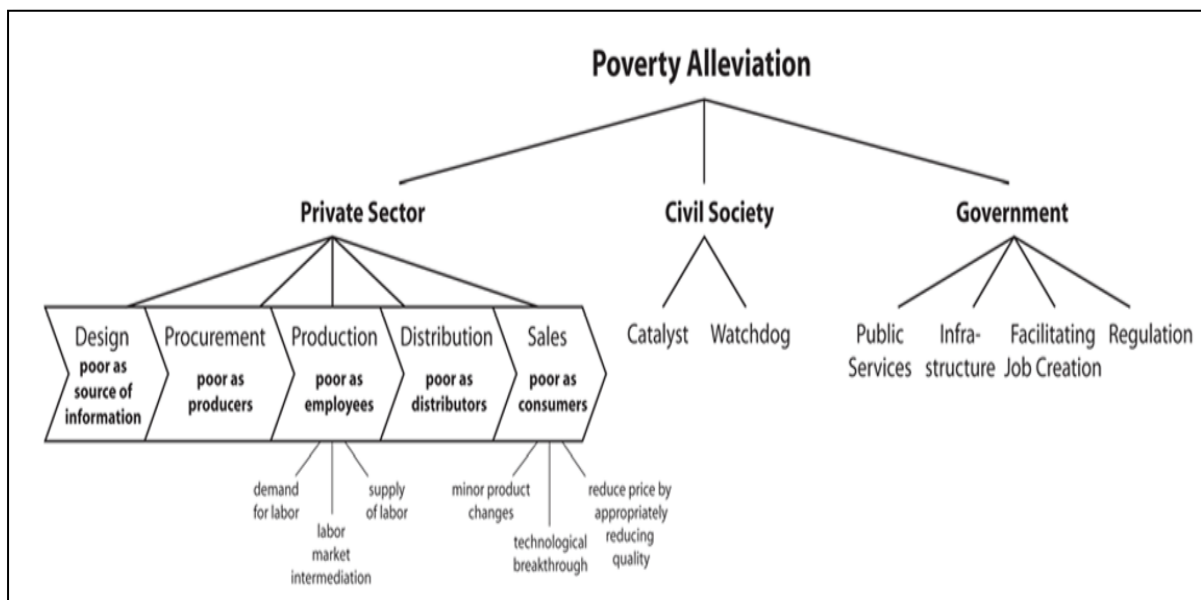 Poverty Alleviation
Private Sector
Civil Society
Government
Design
poor as
source of
information
Procurement
poor as
producers
Production
poor as
employees
Distribution
poor as
distributors
Sales
poor as
consumers
demand
for labor
labor
market
intermediation
supply
of labor
minor product
changes
technological
breakthrough
reduce price by
appropriately
reducing
quality
Catalyst
Watchdog
Public
Services
Infra-
structure
Facilitating
Job Creation
Regulation